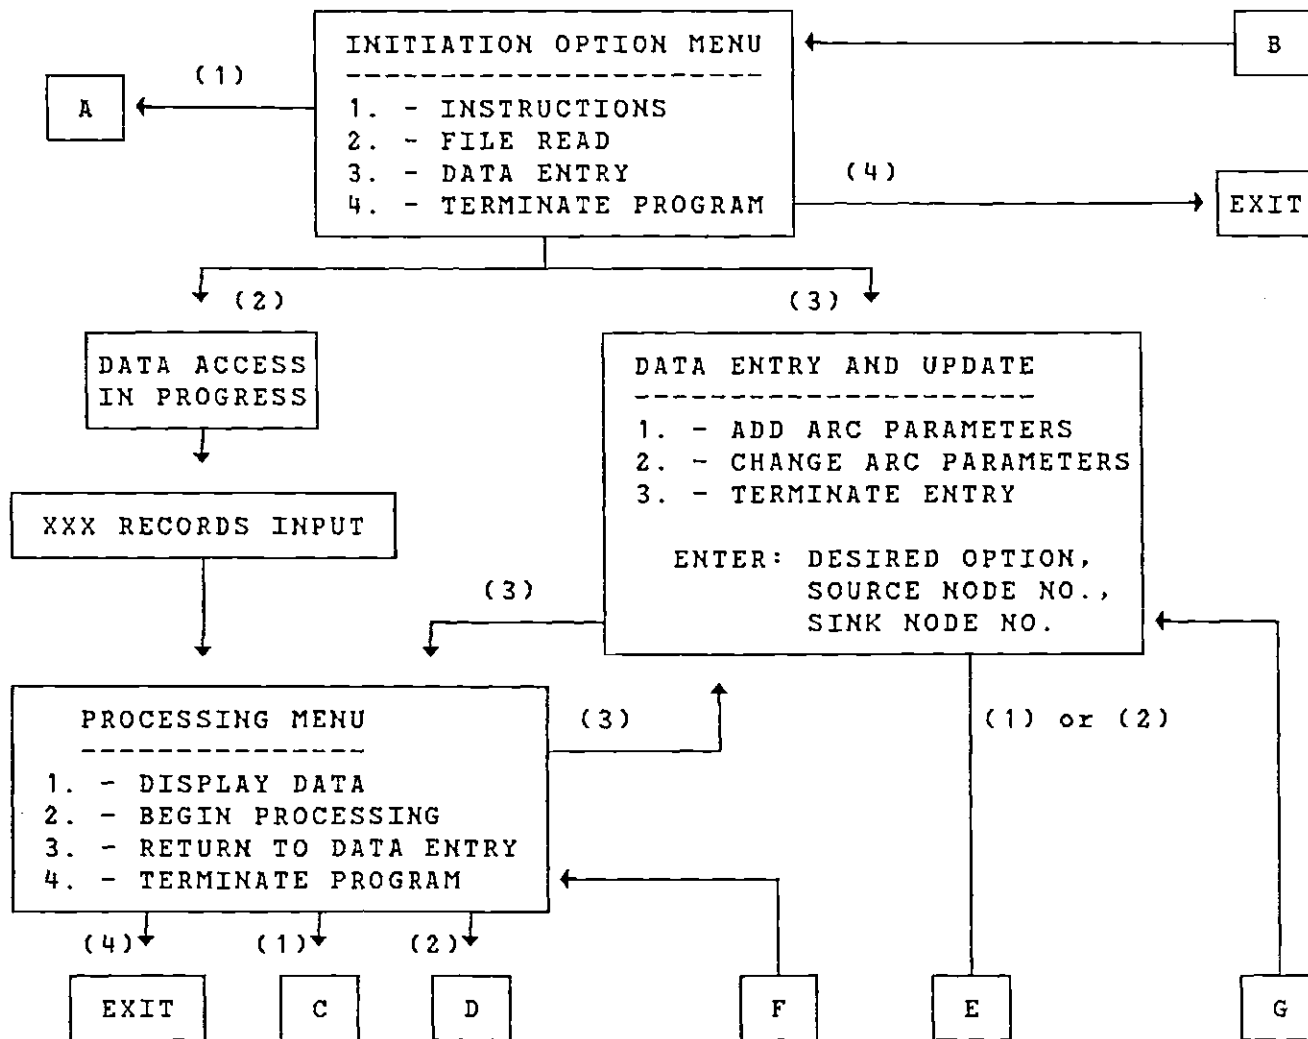 INITIATION OPTION MENU
----------------------
1. - INSTRUCTIONS
2. - FILE READ
3. - DATA ENTRY
4. - TERMINATE PROGRAM
B
(1)
A
(4)
EXIT
(2)
(3)
DATA ACCESS
IN PROGRESS
XXX RECORDS INPUT
DATA ENTRY AND UPDATE
---------------------
1. - ADD ARC PARAMETERS
2. - CHANGE ARC PARAMETERS
3. - TERMINATE ENTRY
ENTER: DESIRED OPTION,
SOURCE NODE NO.,
SINK NODE NO.
(3)
PROCESSING MENU
---------------
1. - DISPLAY DATA
2. - BEGIN PROCESSING
3. - RETURN TO DATA ENTRY
4. - TERMINATE PROGRAM
(3)
(1) or (2)
(4)
(1)
(2)
EXIT
C
D
F
E
G